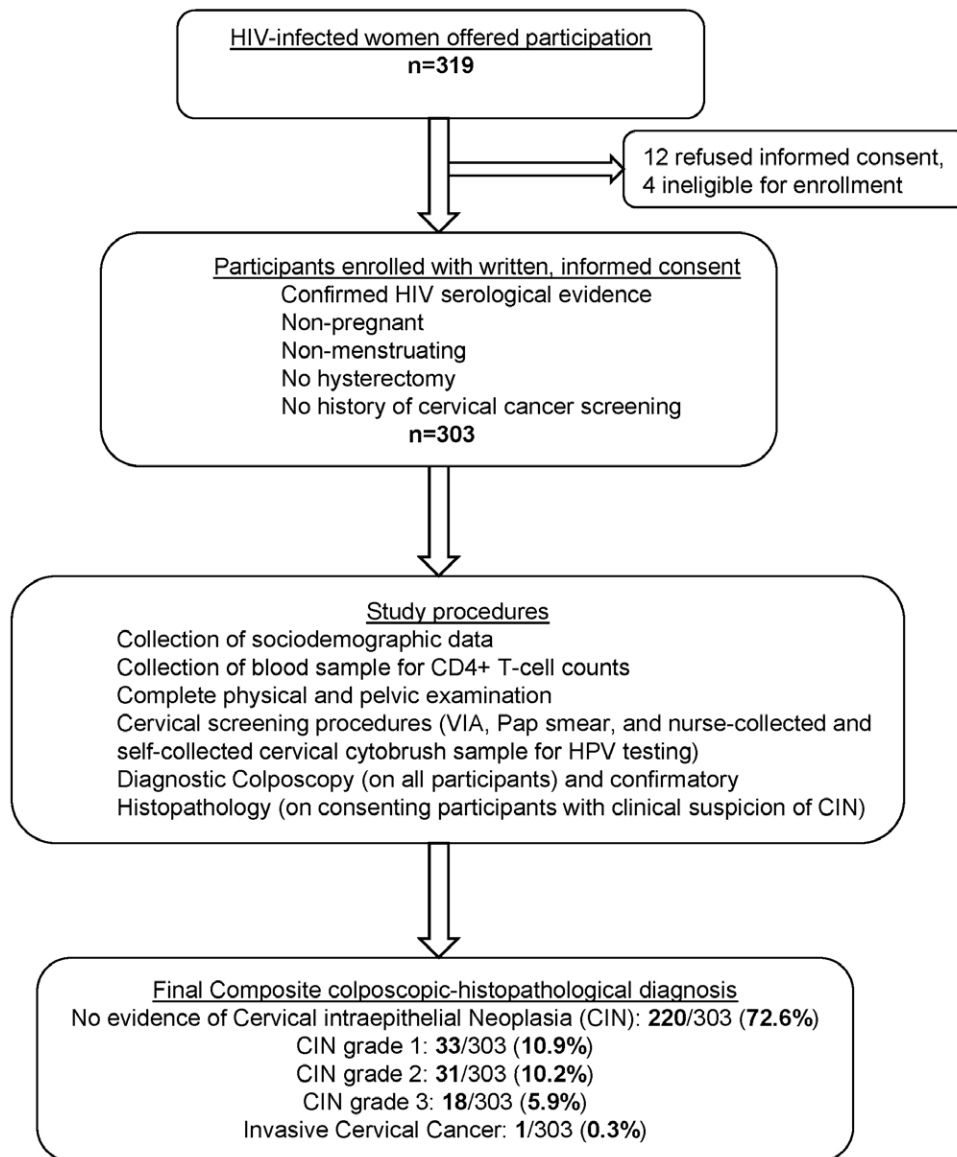 HIV-infected women offered participation
n=319
12 refused informed consent,
4 ineligible for enrollment
Participants enrolled with written, informed consent
Confirmed HIV serological evidence
Non-pregnant
Non-menstruating
No hysterectomy
No history of cervical cancer screening
n=303
Study procedures
Collection of sociodemographic data
Collection of blood sample for CD4+ T-cell counts
Complete physical and pelvic examination
Cervical screening procedures (VIA, Pap smear, and nurse-collected and
self-collected cervical cytobrush sample for HPV testing)
Diagnostic Colposcopy (on all participants) and confirmatory
Histopathology (on consenting participants with clinical suspicion of CIN)
Final Composite colposcopic-histopathological diagnosis
No evidence of Cervical intraepithelial Neoplasia (CIN): 220/303 (72.6%)
CIN grade 1: 33/303 (10.9%)
CIN grade 2: 31/303 (10.2%)
CIN grade 3: 18/303 (5.9%)
Invasive Cervical Cancer: 1/303 (0.3%)